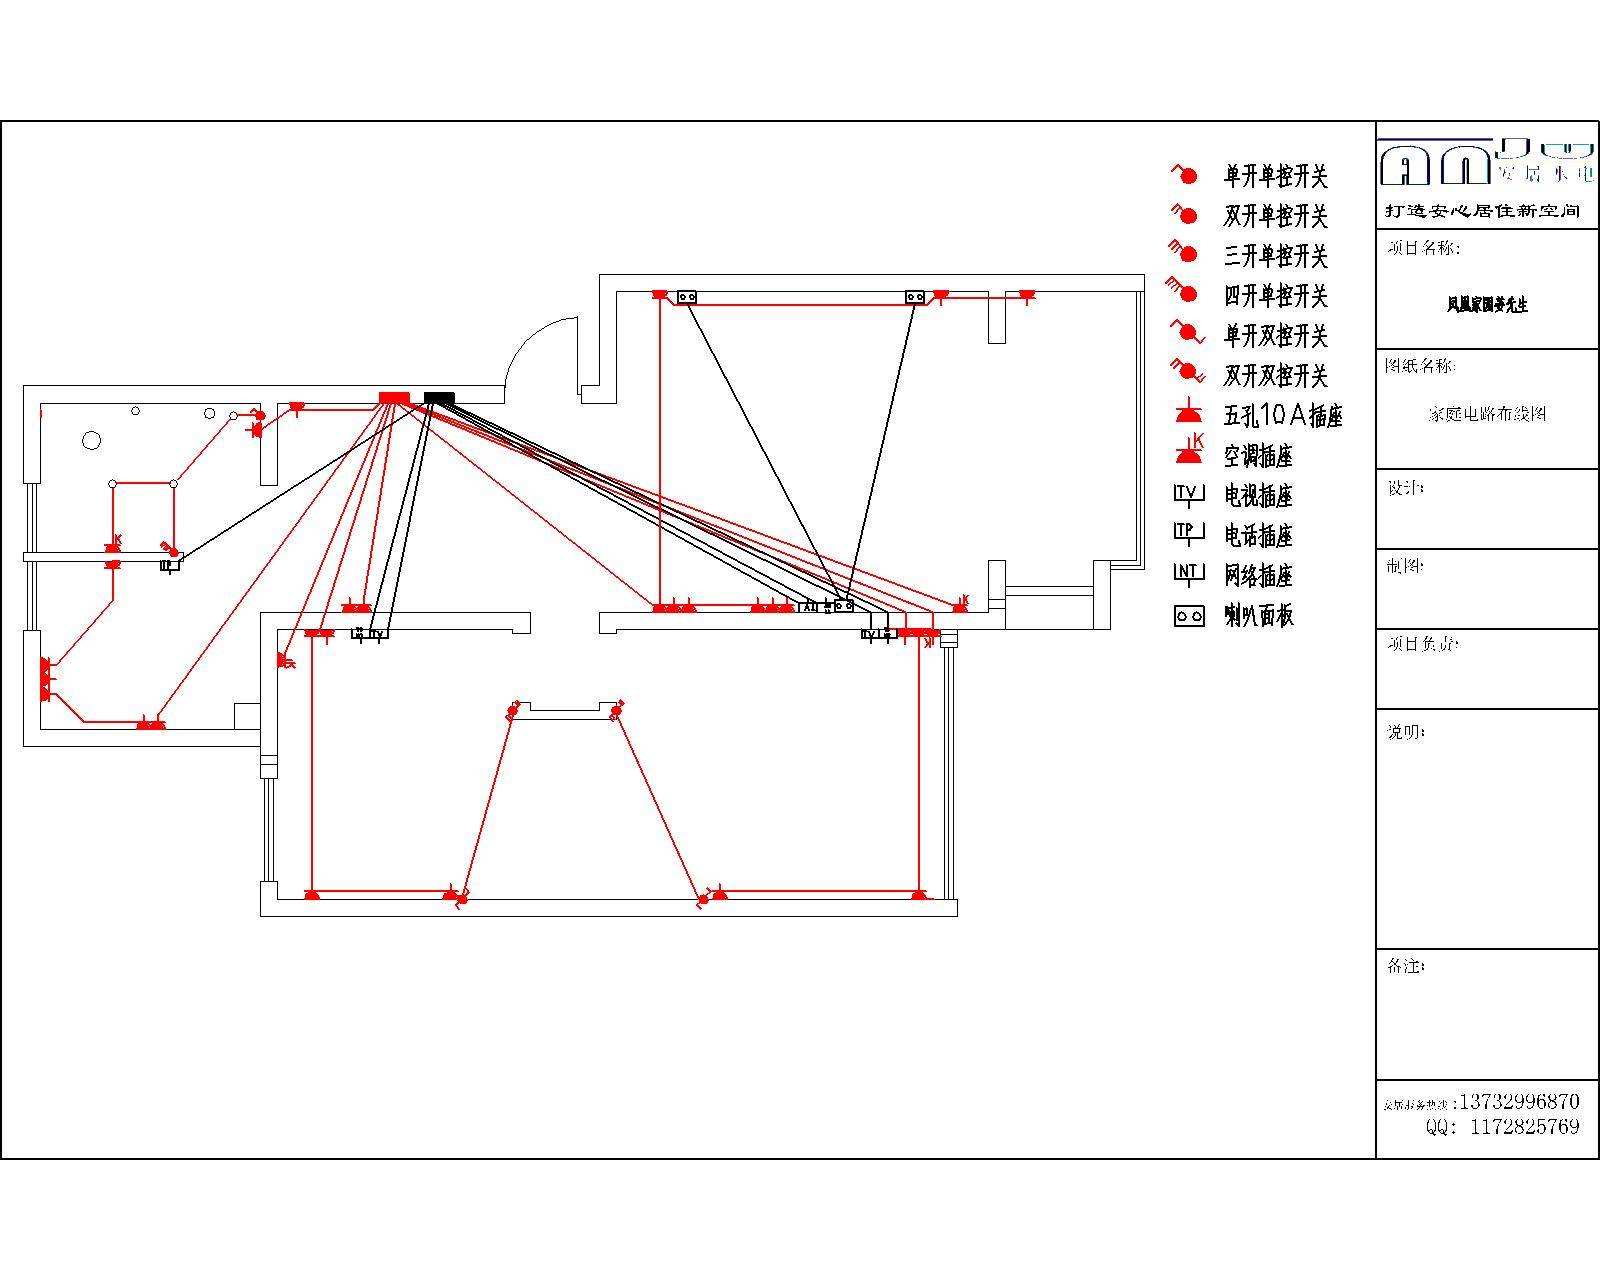 单开单控开关
双开单控开关
三开单控开关
四开单控开关
单开双控开关
双开双控开关
五孔10A插座
K 空调插座
TV 电视插座
TP 电话插座
NT 网络插座
喇叭面板
K
K
K
K
TV
TV
TV
AN 安居水电
打造安心居住新空间
项目名称:
凤凰家园姜先生
图纸名称:
家庭电路布线图
设计:
制图:
项目负责:
说明:
备注:
安居服务热线:13732996870
QQ: 1172825769